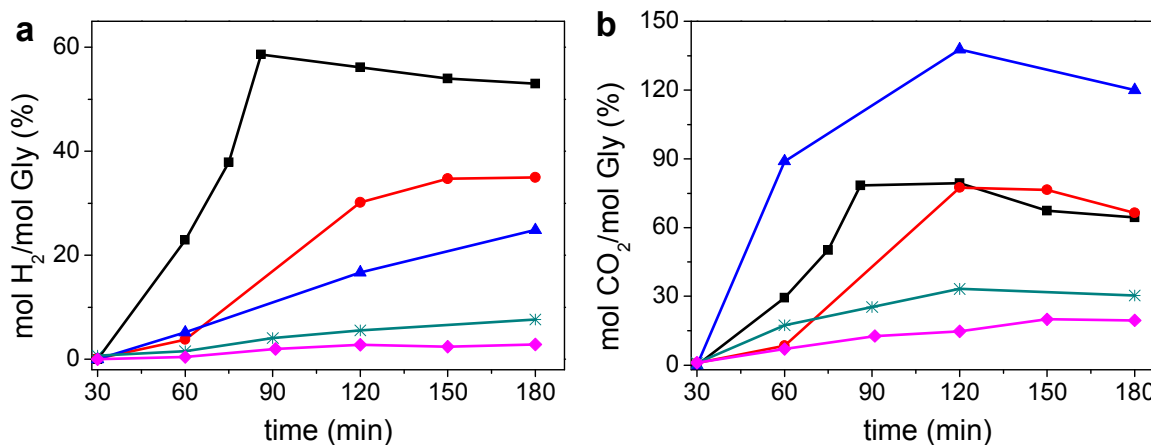 a
mol H₂/mol Gly (%)
60
40
20
0
30 60 90 120 150 180
time (min)
b
mol CO₂/mol Gly (%)
150
120
90
60
30
0
30 60 90 120 150 180
time (min)